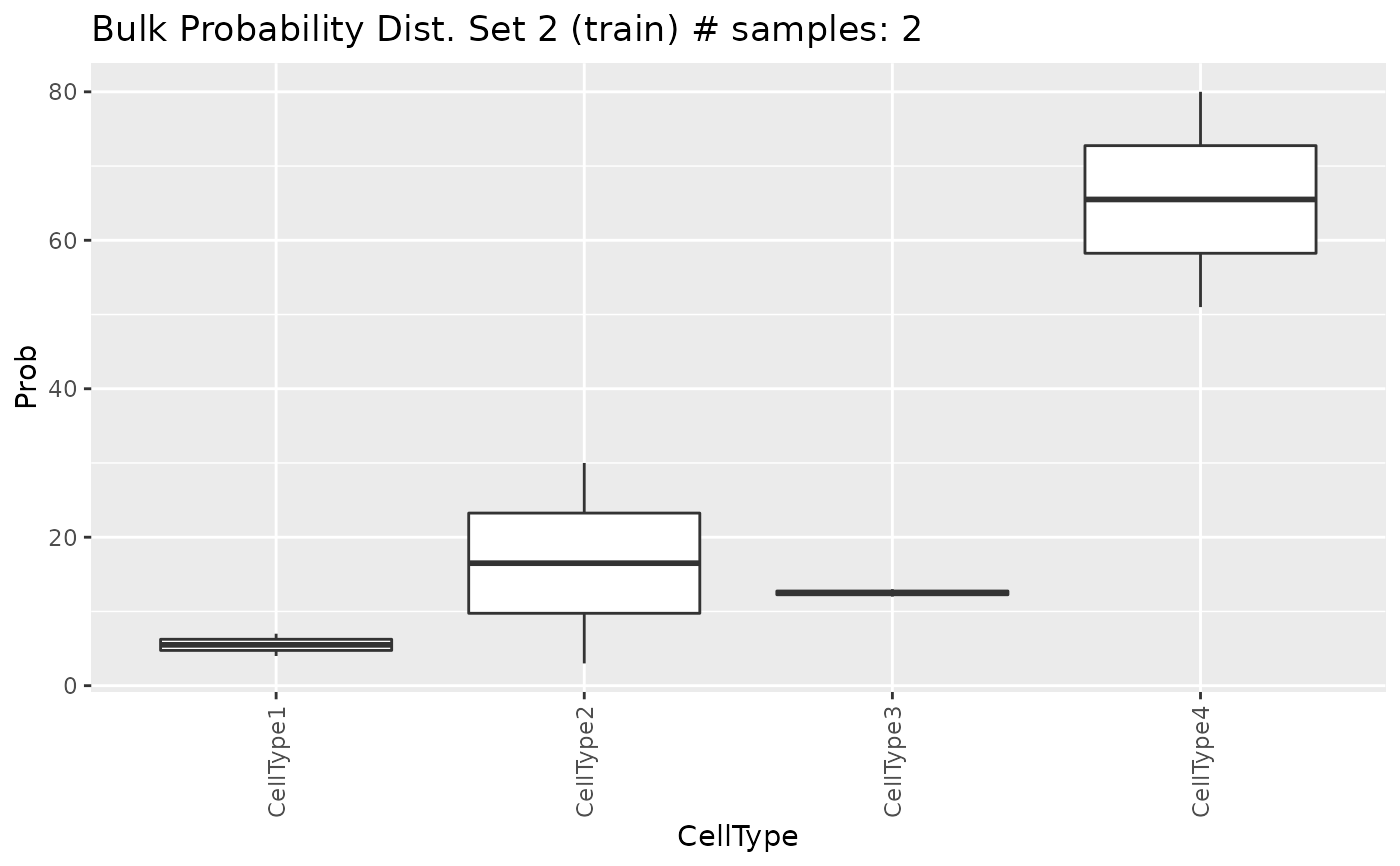 Bulk Probability Dist. Set 2 (train) # samples: 2
80
60
40
20
0
Prob
CellType1
CellType2
CellType3
CellType4
CellType